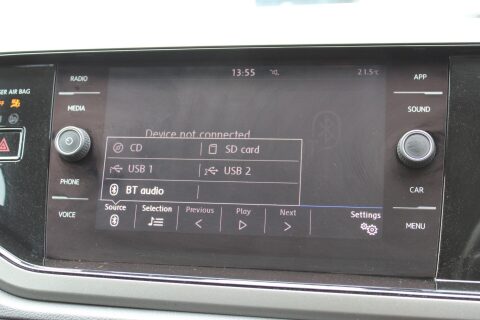 RADIO
13:55
21.5°C
APP
SER AIR BAG
MEDIA
SOUND
Device not connected
CD
SD card
USB 1
USB 2
PHONE
BT audio
CAR
VOICE
Source
Selection
Previous
Play
Next
Settings
MENU